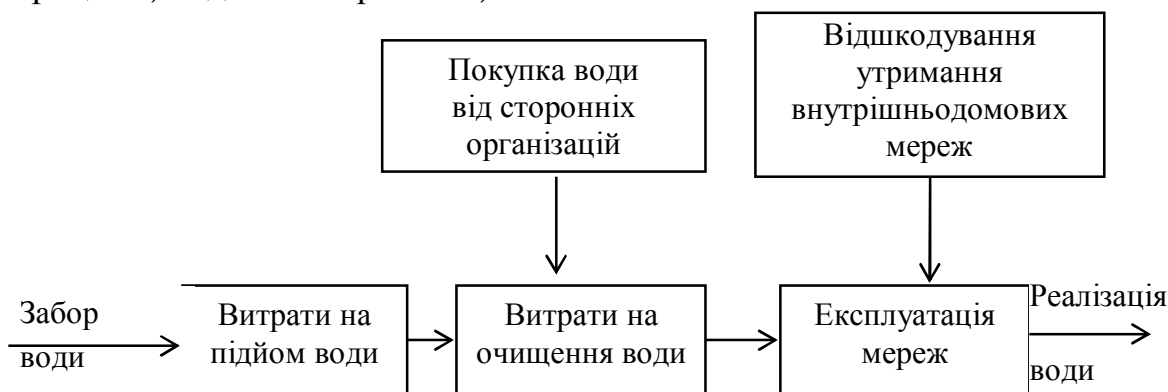 Покупка води
від сторонніх
організацій
Відшкодування
утримання
внутрішньодомових
мереж
Забор
води
Витрати на
підйом води
Витрати на
очищення води
Експлуатація
мереж
Реалізація
води